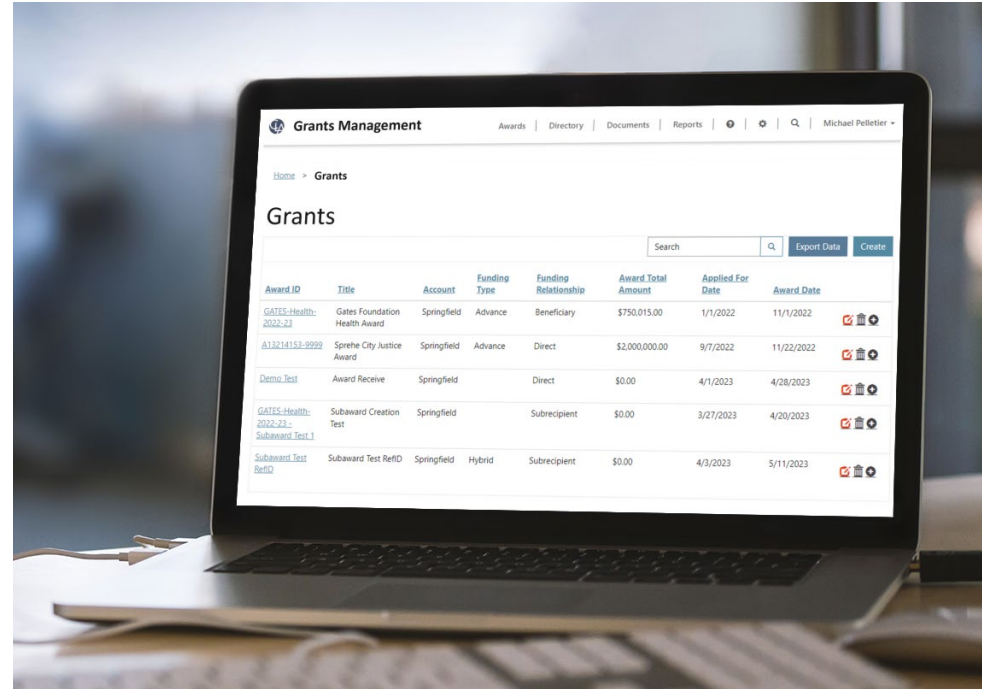 Grants Management
Awards | Directory | Documents | Reports | | | | Michael Pelletier
Home > Grants
Grants
Search Export Data Create
Award ID Title Account Funding Type Funding Relationship Award Total Amount Applied For Date Award Date
GATES-Health-2022-23 Gates Foundation Health Award Springfield Advance Beneficiary $750,015.00 1/1/2022 11/1/2022
A13214153-9999 Sprehe City Justice Award Springfield Advance Direct $2,000,000.00 9/7/2022 11/22/2022
Demo Test Award Receive Springfield Direct $0.00 4/1/2023 4/28/2023
GATES-Health-2022-23 - Subaward Test 1 Subaward Creation Test Springfield Subrecipient $0.00 3/27/2023 4/20/2023
Subaward Test RefID Subaward Test RefID Springfield Hybrid Subrecipient $0.00 4/3/2023 5/11/2023